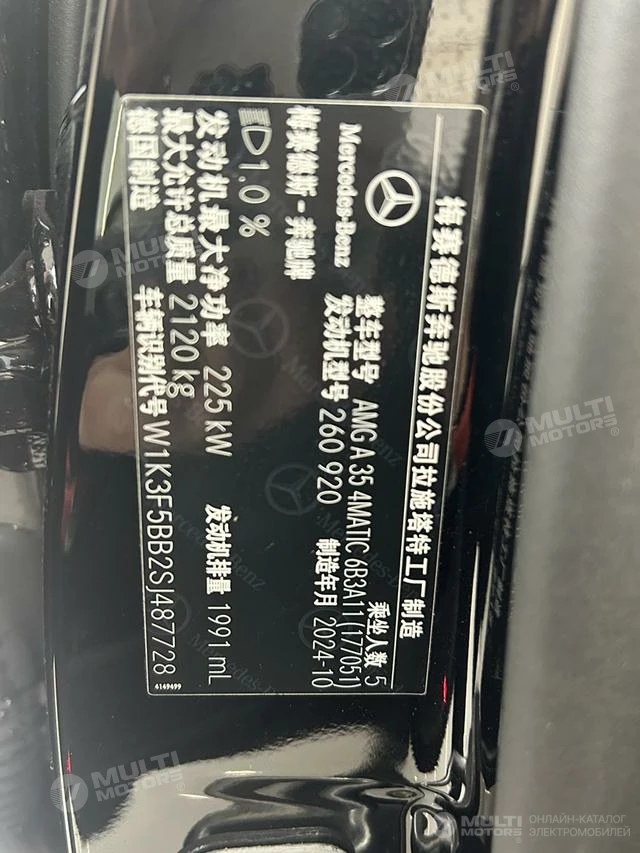 梅赛德斯奔驰股份公司拉施塔特工厂制造
Mercedes-Benz
梅赛德斯-奔驰牌
整车型号 AMG A 35 4MATIC 6B3A11 (177051)
乘坐人数 5
发动机型号 260 920
制造年月 2024-10
1.0 %
发动机最大净功率 225 kW
发动机排量 1991 mL
最大允许总质量 2120 kg
德国制造
车辆识别代号 W1K3F5BB2SJ487728
4149499
MULTI MOTORS
MULTI MOTORS
MULTI MOTORS
MULTI MOTORS
MULTI MOTORS
MULTI MOTORS
ОНЛАЙН-КАТАЛОГ
ЭЛЕКТРОМОБИЛЕЙ